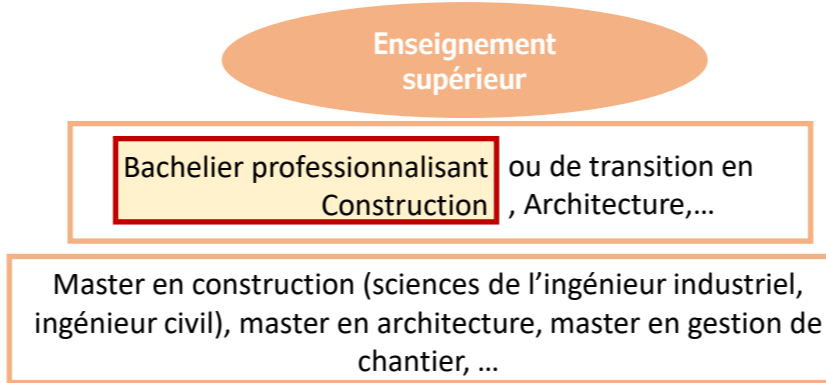 Enseignement
supérieur
Bachelier professionnalisant ou de transition en
Construction , Architecture,…
Master en construction (sciences de l’ingénieur industriel,
ingénieur civil), master en architecture, master en gestion de
chantier, …